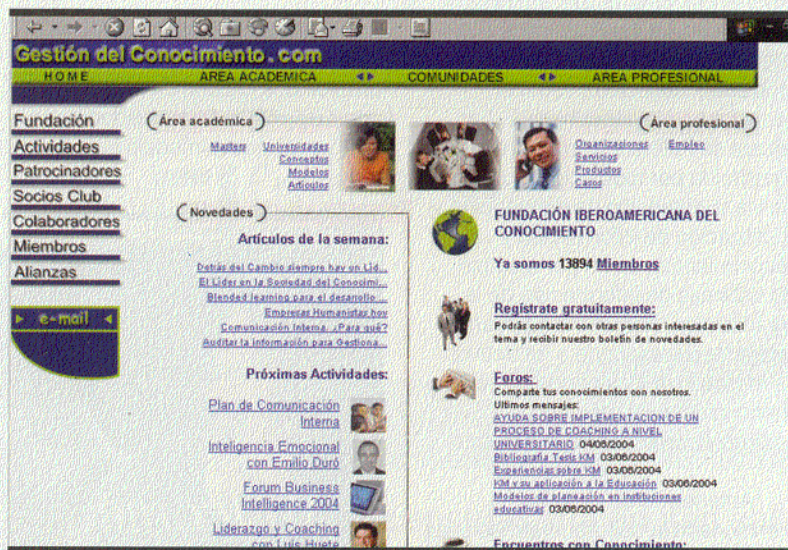 Gestión del Conocimiento.com
HOME
AREA ACADEMICA
COMUNIDADES
AREA PROFESIONAL
Fundación
Actividades
Patrocinadores
Socios Club
Colaboradores
Miembros
Alianzas
e-mail
Área académica
Masters Universidades
Conceptos
Modelos
Artículos
Área profesional
Organizaciones Empleo
Servicios
Productos
Casos
Novedades
Artículos de la semana:
Detrás del Cambio siempre hay un Lid...
El Líder en la Sociedad del Conocimi...
Blended learning para el desarrollo ...
Empresas Humanistas hoy
Comunicación Interna. ¿Para qué?
Auditar la Información para Gestiona...
Próximas Actividades:
Plan de Comunicación
Interna
Inteligencia Emocional
con Emilio Duró
Forum Business
Intelligence 2004
Liderazgo y Coaching
con Luis Huete
FUNDACIÓN IBEROAMERICANA DEL
CONOCIMIENTO
Ya somos 13894 Miembros
Regístrate gratuitamente:
Podrás contactar con otras personas interesadas en el
tema y recibir nuestro boletín de novedades.
Foros:
Comparte tus conocimientos con nosotros.
Ultimos mensajes:
AYUDA SOBRE IMPLEMENTACION DE UN
PROCESO DE COACHING A NIVEL
UNIVERSITARIO 04/06/2004
Bibliografia Tesis KM 03/06/2004
Experiencias sobre KM 03/06/2004
KM y su aplicación a la Educación 03/06/2004
Modelos de planeación en instituciones
educativas 03/06/2004
Encuentros con Conocimiento: